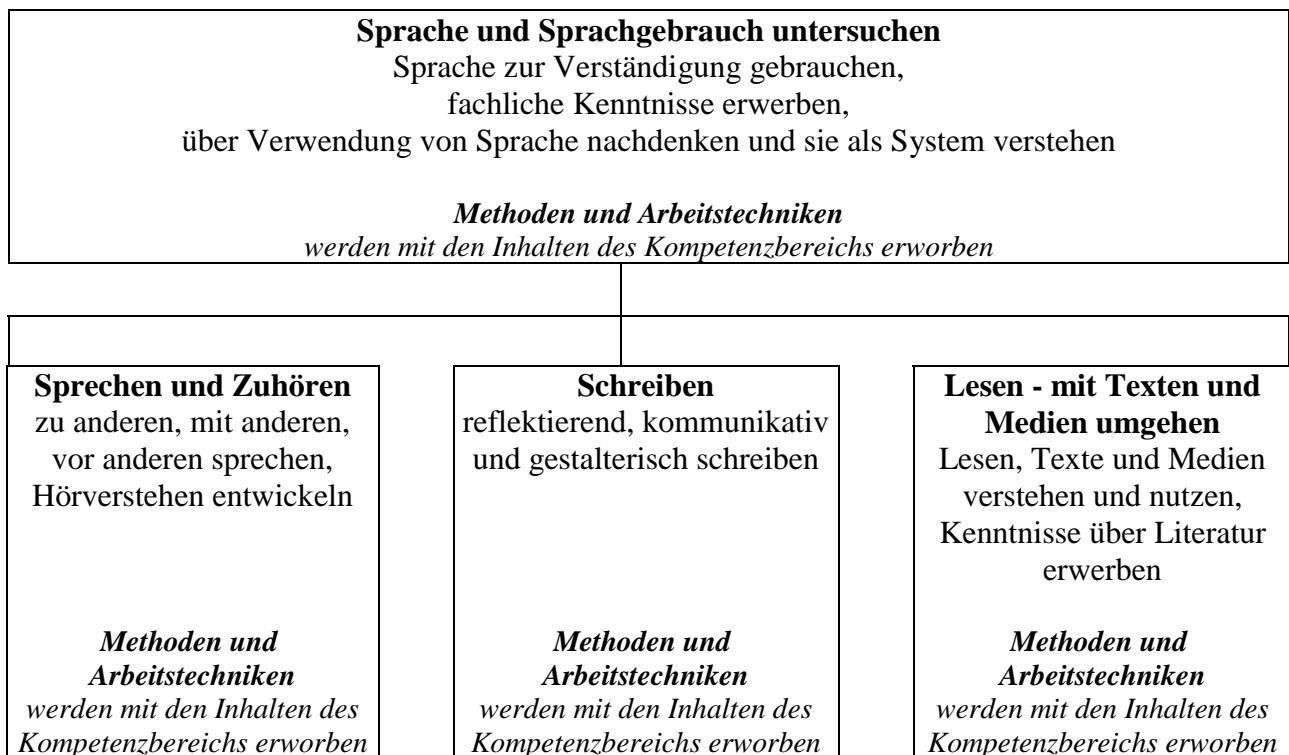 Sprache und Sprachgebrauch untersuchen
Sprache zur Verständigung gebrauchen,
fachliche Kenntnisse erwerben,
über Verwendung von Sprache nachdenken und sie als System verstehen
Methoden und Arbeitstechniken
werden mit den Inhalten des Kompetenzbereichs erworben
Sprechen und Zuhören
zu anderen, mit anderen,
vor anderen sprechen,
Hörverstehen entwickeln
Methoden und
Arbeitstechniken
werden mit den Inhalten des
Kompetenzbereichs erworben
Schreiben
reflektierend, kommunikativ
und gestalterisch schreiben
Methoden und
Arbeitstechniken
werden mit den Inhalten des
Kompetenzbereichs erworben
Lesen - mit Texten und
Medien umgehen
Lesen, Texte und Medien
verstehen und nutzen,
Kenntnisse über Literatur
erwerben
Methoden und
Arbeitstechniken
werden mit den Inhalten des
Kompetenzbereichs erworben